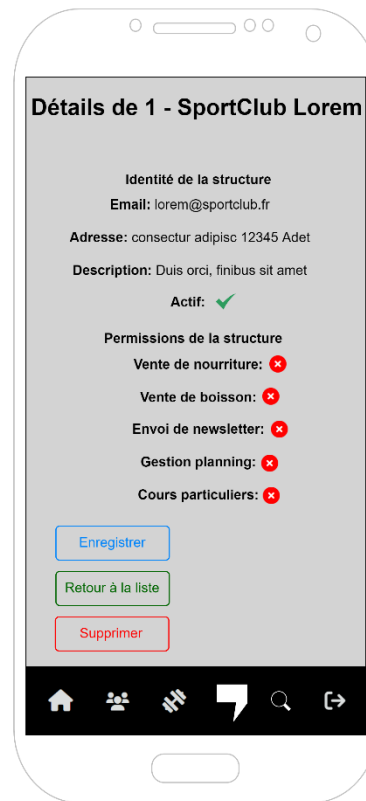 Détails de 1 - SportClub Lorem
Identité de la structure
Email: lorem@sportclub.fr
Adresse: consectur adipisc 12345 Adet
Description: Duis orci, finibus sit amet
Actif:
Permissions de la structure
Vente de nourriture:
Vente de boisson:
Envoi de newsletter:
Gestion planning:
Cours particuliers:
Enregistrer
Retour à la liste
Supprimer